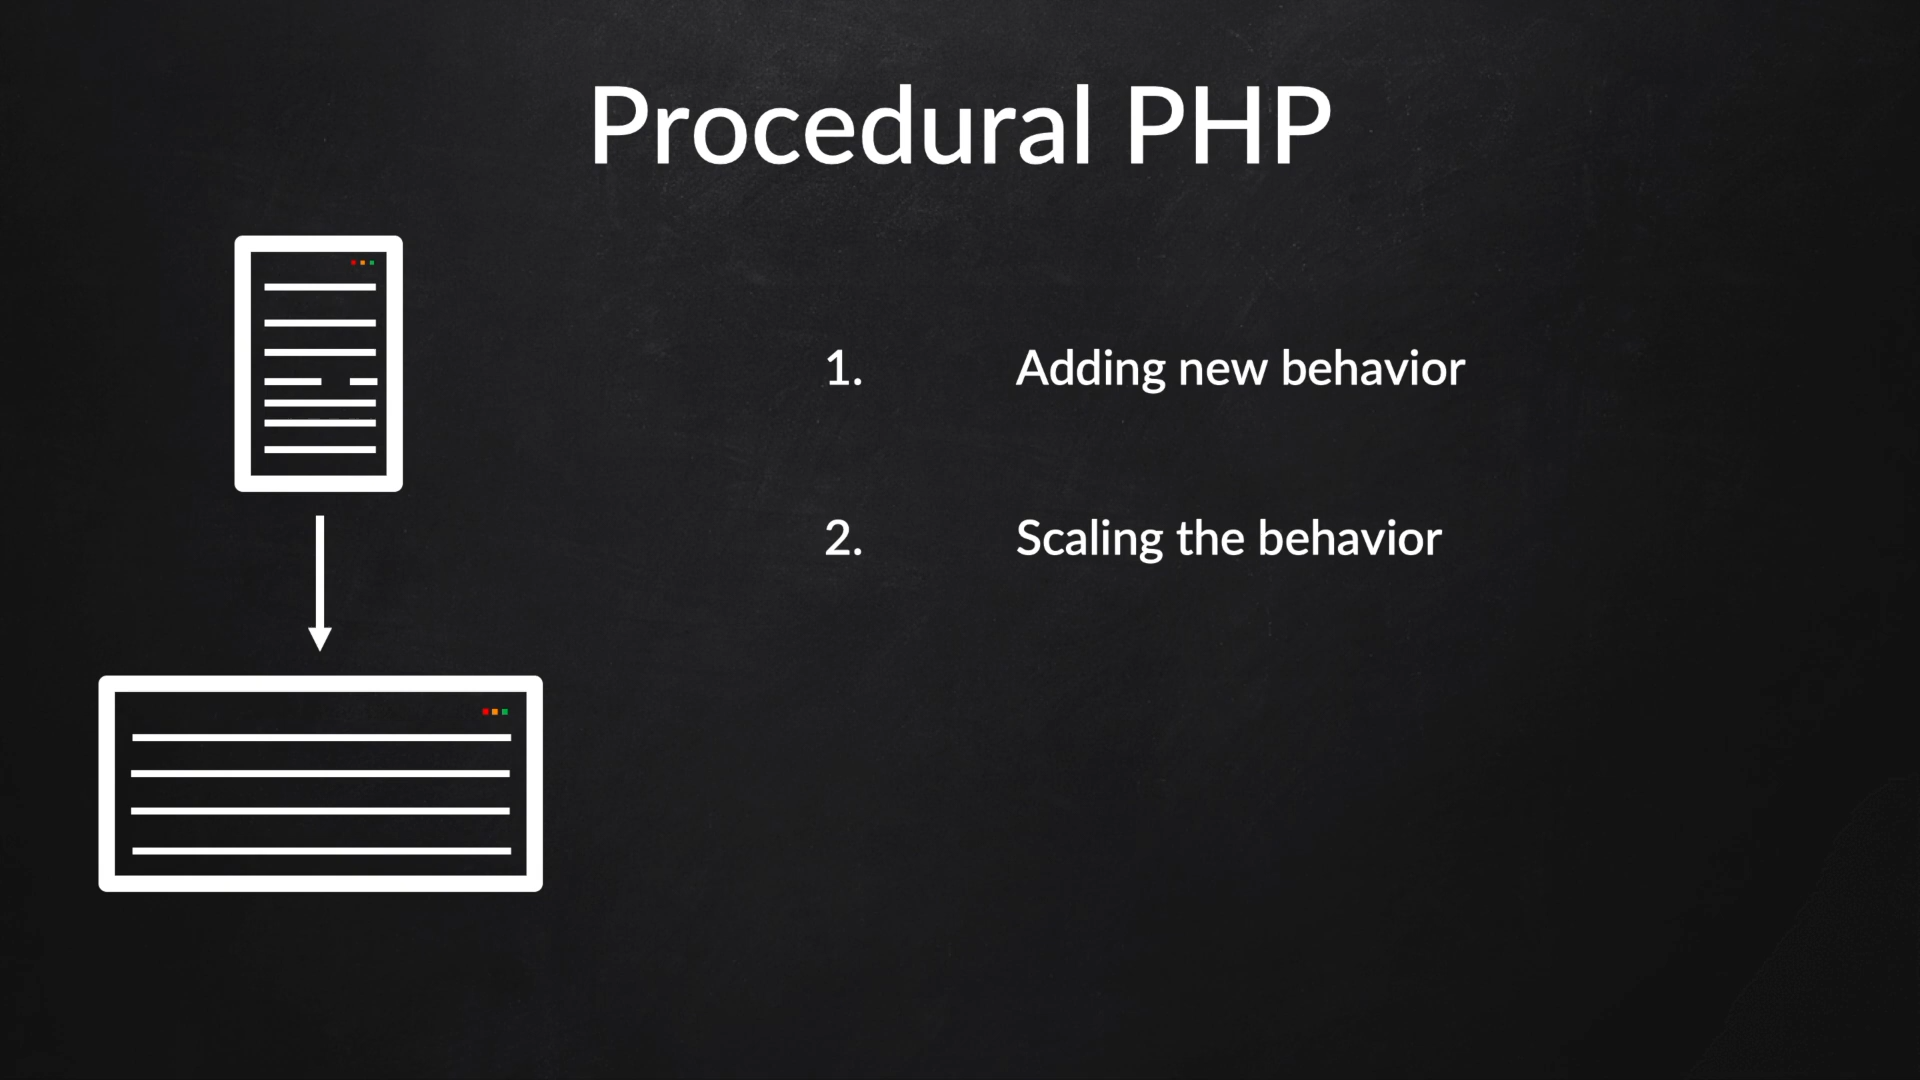 Procedural PHP
1. Adding new behavior
2. Scaling the behavior